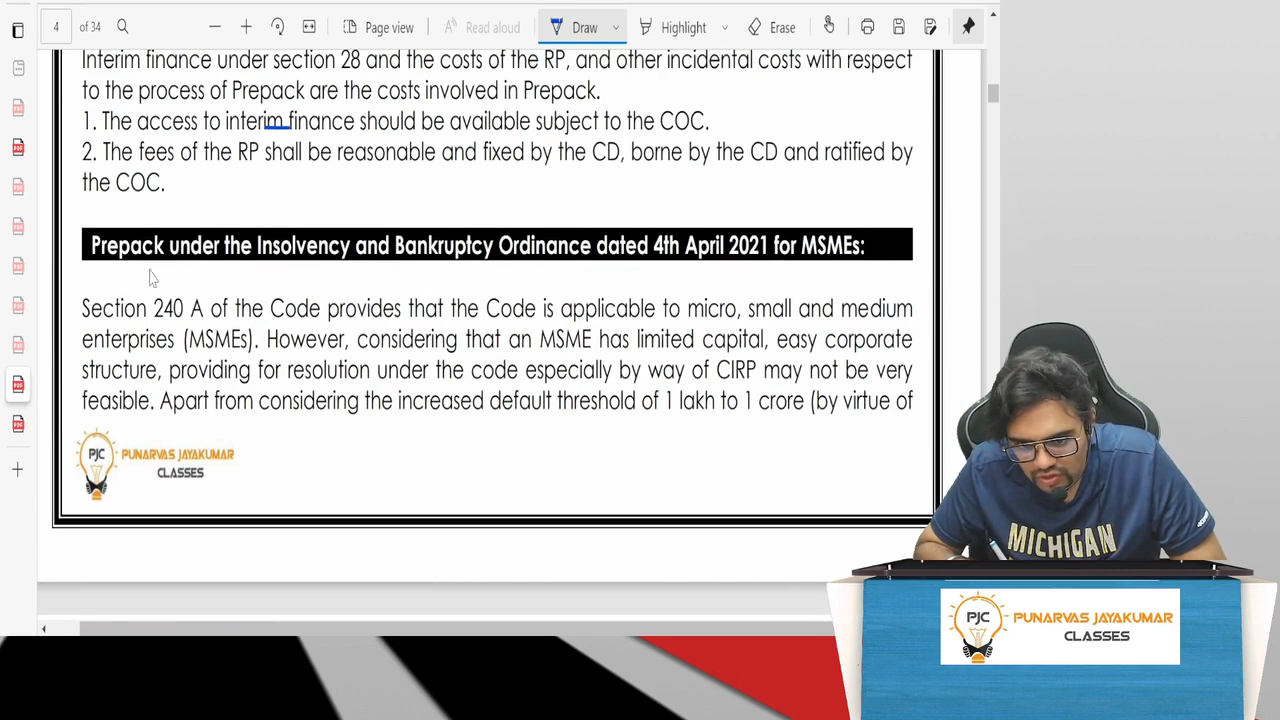 4 of 34 Page view Read aloud Draw Highlight Erase
Interim finance under section 28 and the costs of the RP, and other incidental costs with respect
to the process of Prepack are the costs involved in Prepack.
1. The access to interim finance should be available subject to the COC.
2. The fees of the RP shall be reasonable and fixed by the CD, borne by the CD and ratified by
the COC.
Prepack under the Insolvency and Bankruptcy Ordinance dated 4th April 2021 for MSMEs:
Section 240 A of the Code provides that the Code is applicable to micro, small and medium
enterprises (MSMEs). However, considering that an MSME has limited capital, easy corporate
structure, providing for resolution under the code especially by way of CIRP may not be very
feasible. Apart from considering the increased default threshold of 1 lakh to 1 crore (by virtue of
PJC
PUNARVAS JAYAKUMAR
CLASSES
MICHIGAN
PJC
PUNARVAS JAYAKUMAR
CLASSES